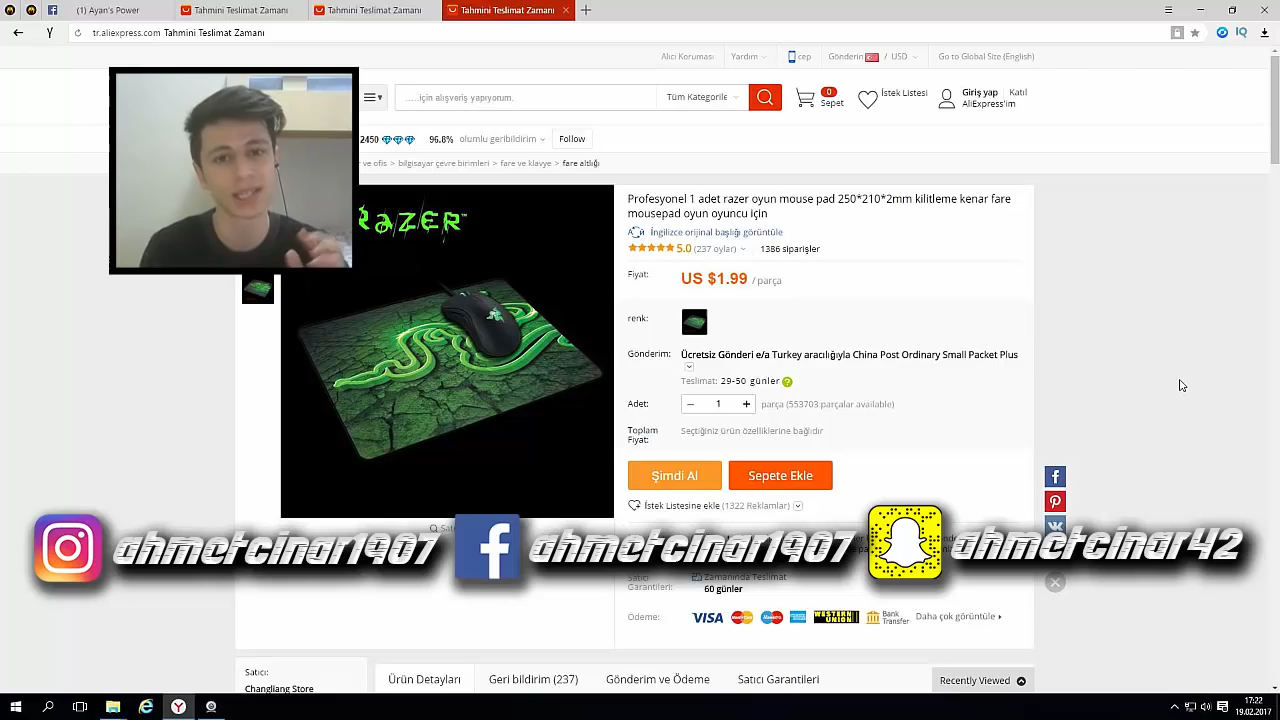 (1) Ayan's Power
Tahmini Teslimat Zamanı
Tahmini Teslimat Zamanı
Tahmini Teslimat Zamanı
tr.aliexpress.com Tahmini Teslimat Zamanı
IQ
Alıcı Koruması
Yardım
cep
Gönderin / USD
Go to Global Site (English)
.....için alışveriş yapıyorum.
Tüm Kategorile
0
Sepet
İstek Listesi
Giriş yap
Katıl
AliExpress'im
2450
96.8% olumlu geribildirim
Follow
ve ofis > bilgisayar çevre birimleri > fare ve klavye > fare altlığı
RAZER™
Profesyonel 1 adet razer oyun mouse pad 250*210*2mm kilitleme kenar fare
mousepad oyun oyuncu için
İngilizce orijinal başlığı görüntüle
5.0 (237 oylar)
1386 siparişler
Fiyat:
US $1.99 / parça
renk:
Gönderim:
Ücretsiz Gönderi e/a Turkey aracılığıyla China Post Ordinary Small Packet Plus
Teslimat: 29-50 günler
Adet:
1
parça (553703 parçalar available)
Toplam
Fiyat:
Seçtiğiniz ürün özelliklerine bağlıdır
Şimdi Al
Sepete Ekle
İstek Listesine ekle (1322 Reklamlar)
ahmetcinar1907
ahmetcinar1907
ahmetcinar42
Satıcı
Garantileri:
Zamanında Teslimat
60 günler
Ödeme:
VISA
WESTERN
UNION
Bank
Transfer
Daha çok görüntüle
Satıcı:
Changliang Store
Ürün Detayları
Geri bildirim (237)
Gönderim ve Ödeme
Satıcı Garantileri
Recently Viewed
17:22
19.02.2017